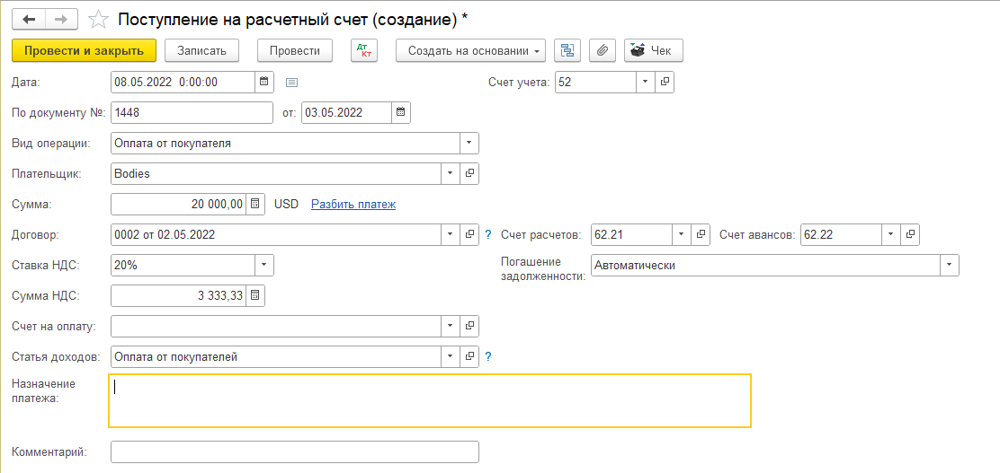 Поступление на расчетный счет (создание) *
Провести и закрыть Записать Провести Дт Кт Создать на основании Чек
Дата: 08.05.2022 0:00:00 Счет учета: 52
По документу №: 1448 от: 03.05.2022
Вид операции: Оплата от покупателя
Плательщик: Bodies
Сумма: 20 000,00 USD Разбить платеж
Договор: 0002 от 02.05.2022 ? Счет расчетов: 62.21 Счет авансов: 62.22
Ставка НДС: 20% Погашение задолженности: Автоматически
Сумма НДС: 3 333,33
Счет на оплату:
Статья доходов: Оплата от покупателей ?
Назначение
платежа:
Комментарий: